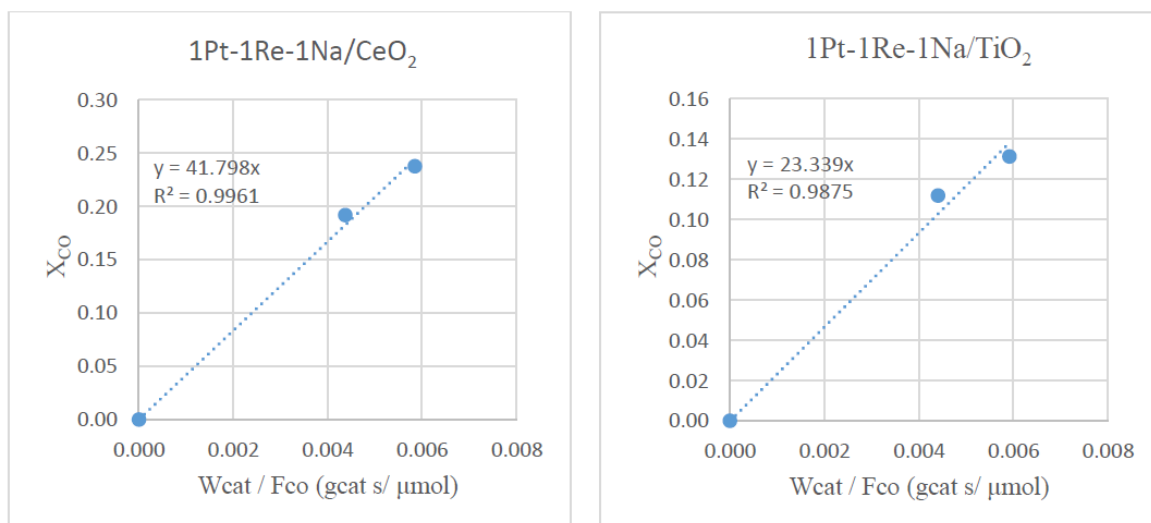 1Pt-1Re-1Na/CeO₂
0.30
0.25
0.20
0.15
0.10
0.05
0.00
y = 41.798x
R² = 0.9961
X_CO
0.000 0.002 0.004 0.006 0.008
Wcat / Fco (gcat s/ μmol)
1Pt-1Re-1Na/TiO₂
0.16
0.14
0.12
0.10
0.08
0.06
0.04
0.02
0.00
y = 23.339x
R² = 0.9875
X_CO
0.000 0.002 0.004 0.006 0.008
Wcat / Fco (gcat s/ μmol)